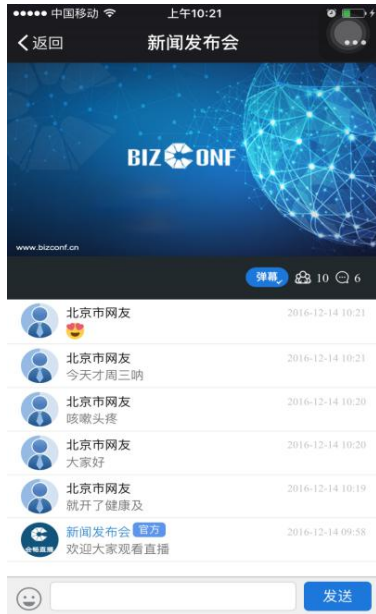 中国移动 上午10:21
返回 新闻发布会
BIZ CONF
www.bizconf.cn
弹幕 10 6
北京市网友 2016-12-14 10:21
北京市网友 2016-12-14 10:21
今天才周三呐
北京市网友 2016-12-14 10:20
咳嗽头疼
北京市网友 2016-12-14 10:20
大家好
北京市网友 2016-12-14 10:19
就开了健康及
新闻发布会 官方 2016-12-14 09:58
欢迎大家观看直播
会畅直播
发送